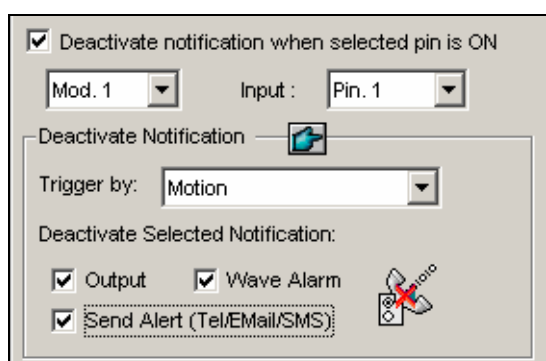 Deactivate notification when selected pin is ON
Mod. 1 Input : Pin. 1
Deactivate Notification
Trigger by: Motion
Deactivate Selected Notification:
Output Wave Alarm
Send Alert (Tel/EMail/SMS)